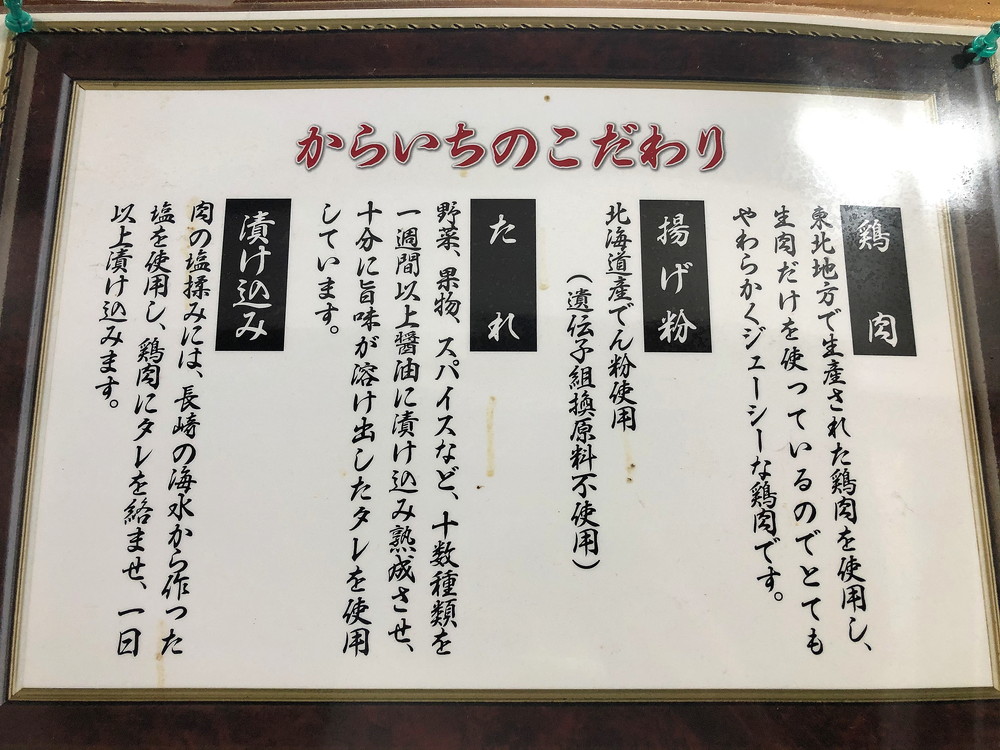 からいちのこだわり
鶏肉
東北地方で生産された鶏肉を使用し、
生肉だけを使っているのでとても
やわらかくジューシーな鶏肉です。
揚げ粉
北海道産でん粉使用
（遺伝子組換原料不使用）
たれ
野菜、果物、スパイスなど、十数種類を
一週間以上醤油に漬け込み熟成させ、
十分に旨味が溶け出したタレを使用
しています。
漬け込み
肉の塩揉みには、長崎の海水から作った
塩を使用し、鶏肉にタレを絡ませ、一日
以上漬け込みます。